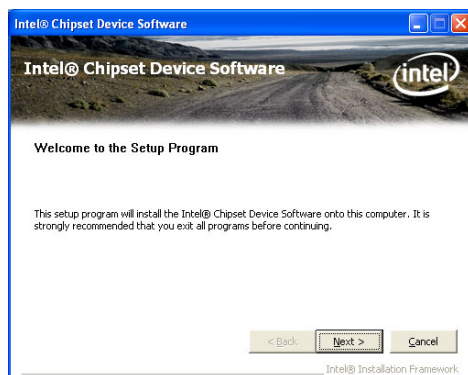 Intel® Chipset Device Software
Intel® Chipset Device Software
intel
Welcome to the Setup Program
This setup program will install the Intel® Chipset Device Software onto this computer. It is
strongly recommended that you exit all programs before continuing.
< Back
Next >
Cancel
Intel® Installation Framework